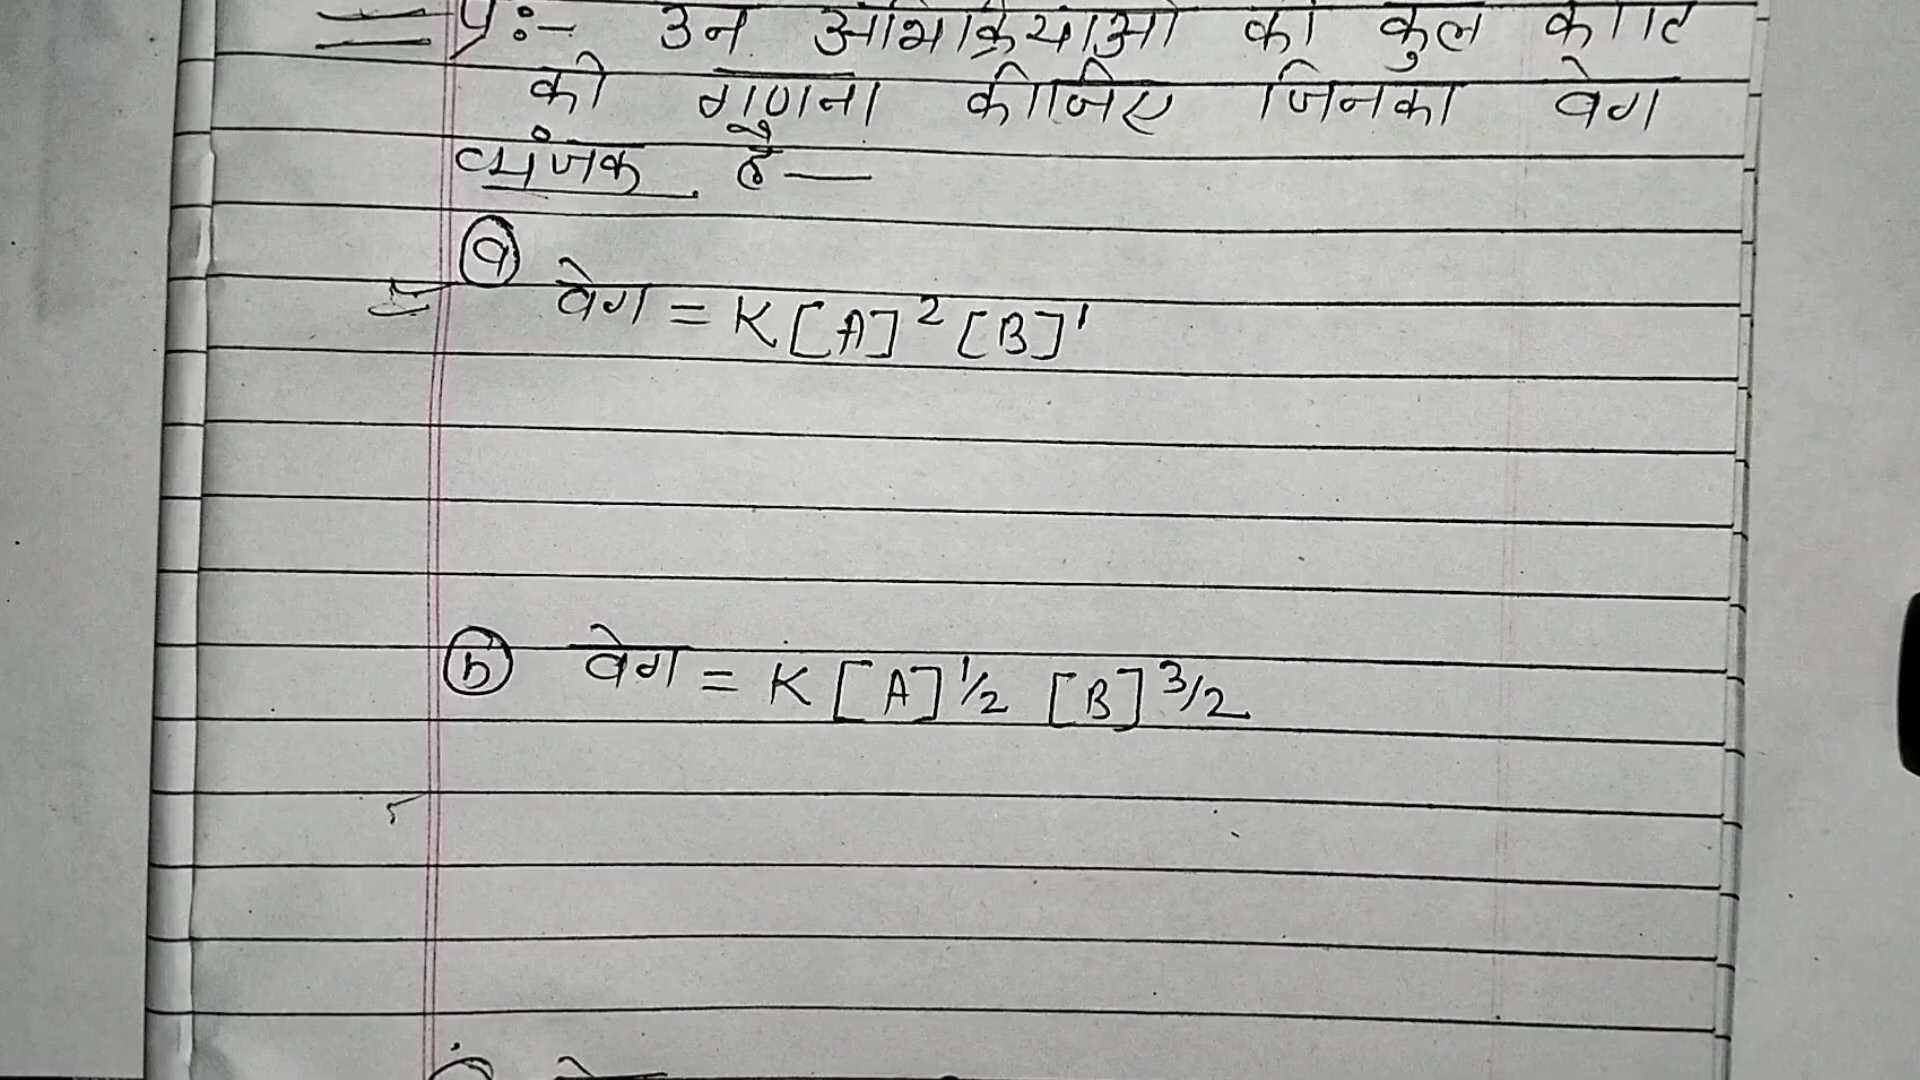 प्र:- उन अभिक्रियाओं की कुल कोटि
की गणना कीजिए जिनका वेग
व्यंजक है—
(a)
वेग = K[A]² [B]¹
(b) वेग = K [A]^1/2 [B]^3/2